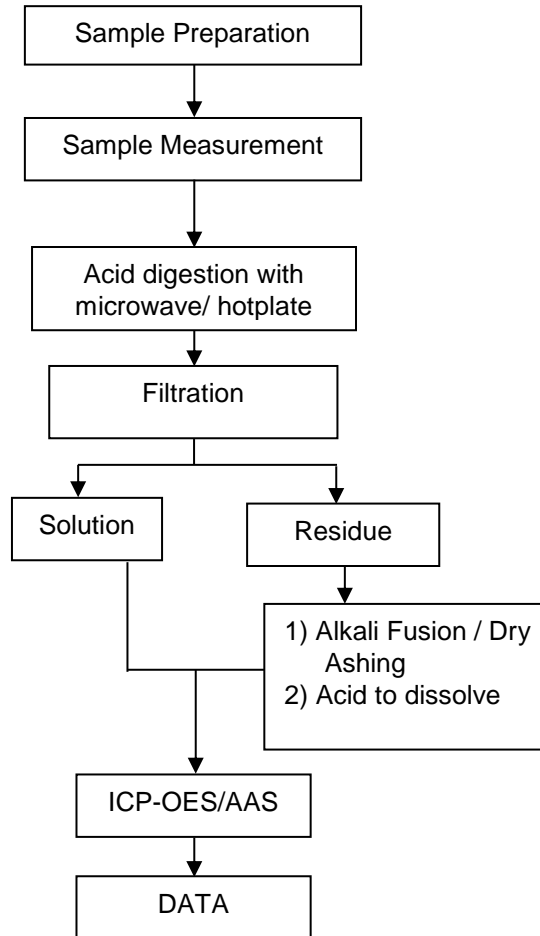 Sample Preparation
Sample Measurement
Acid digestion with
microwave/ hotplate
Filtration
Solution
Residue
1) Alkali Fusion / Dry
Ashing
2) Acid to dissolve
ICP-OES/AAS
DATA